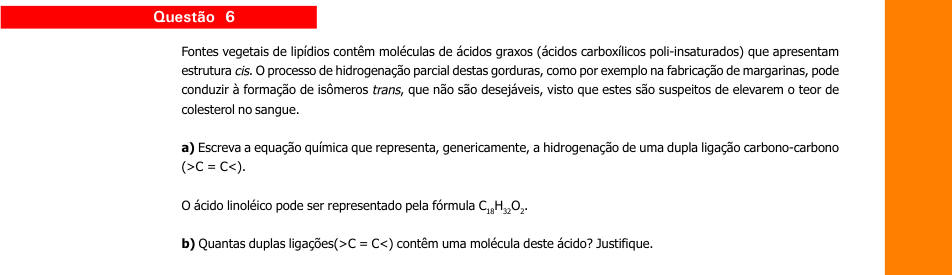 Questão 6
Fontes vegetais de lipídios contêm moléculas de ácidos graxos (ácidos carboxílicos poli-insaturados) que apresentam
estrutura cis. O processo de hidrogenação parcial destas gorduras, como por exemplo na fabricação de margarinas, pode
conduzir à formação de isômeros trans, que não são desejáveis, visto que estes são suspeitos de elevarem o teor de
colesterol no sangue.
a) Escreva a equação química que representa, genericamente, a hidrogenação de uma dupla ligação carbono-carbono
(>C = C<).
O ácido linoléico pode ser representado pela fórmula C₁₈H₃₂O₂.
b) Quantas duplas ligações(>C = C<) contêm uma molécula deste ácido? Justifique.